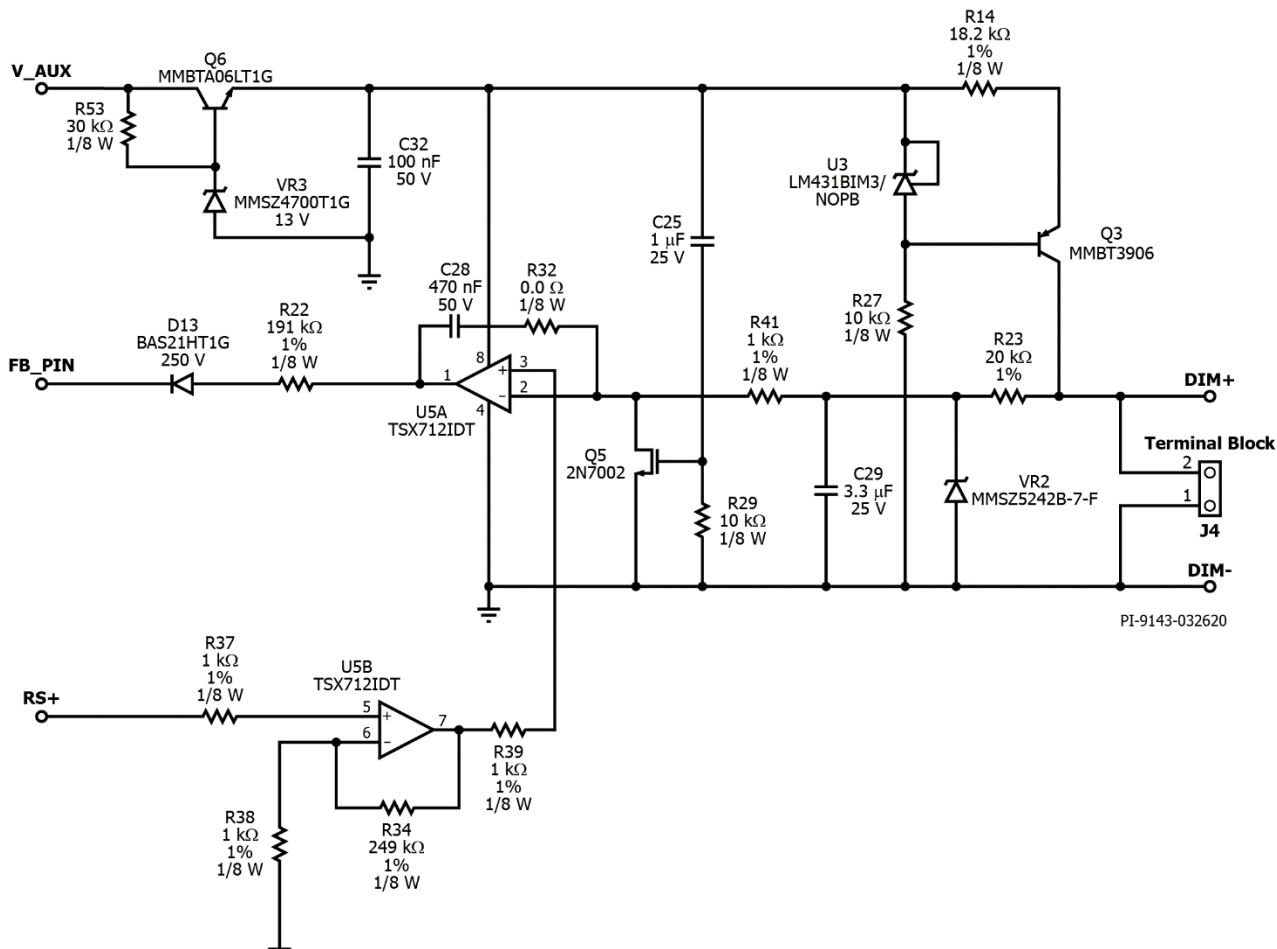 R14
18.2 kΩ
1%
1/8 W
Q6
MMBTA06LT1G
V_AUX
R53
30 kΩ
1/8 W
C32
100 nF
50 V
VR3
MMSZ4700T1G
13 V
U3
LM431BIM3/
NOPB
C25
1 μF
25 V
Q3
MMBT3906
C28
470 nF
50 V
R32
0.0 Ω
1/8 W
R22
191 kΩ
1%
1/8 W
D13
BAS21HT1G
250 V
FB_PIN
R41
1 kΩ
1%
1/8 W
R27
10 kΩ
1/8 W
R23
20 kΩ
1%
DIM+
8
3
+
1
2
-
4
U5A
TSX712IDT
Terminal Block
2
1
J4
Q5
2N7002
R29
10 kΩ
1/8 W
C29
3.3 μF
25 V
VR2
MMSZ5242B-7-F
DIM-
PI-9143-032620
R37
1 kΩ
1%
1/8 W
RS+
U5B
TSX712IDT
5
+
6
-
7
R39
1 kΩ
1%
1/8 W
R38
1 kΩ
1%
1/8 W
R34
249 kΩ
1%
1/8 W